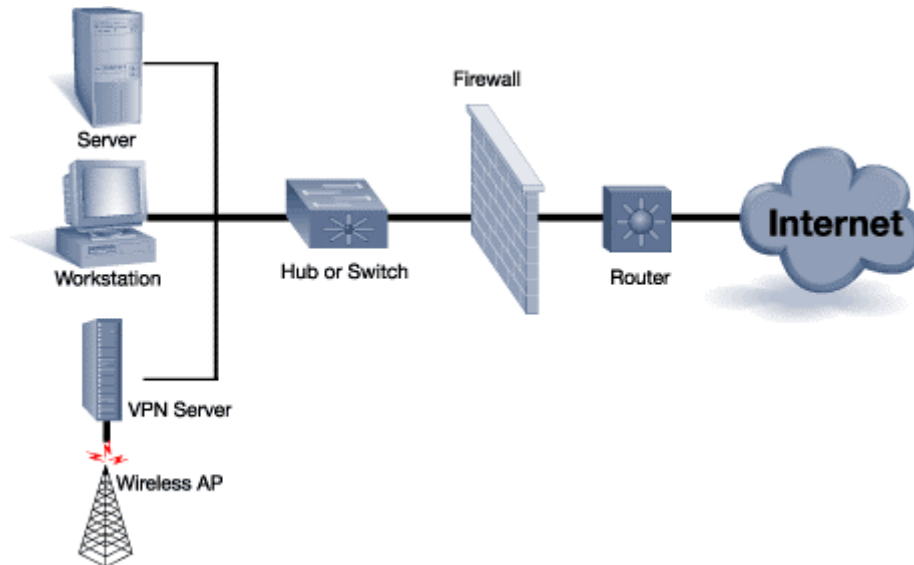 Server
Firewall
Workstation
Hub or Switch
Router
Internet
VPN Server
Wireless AP